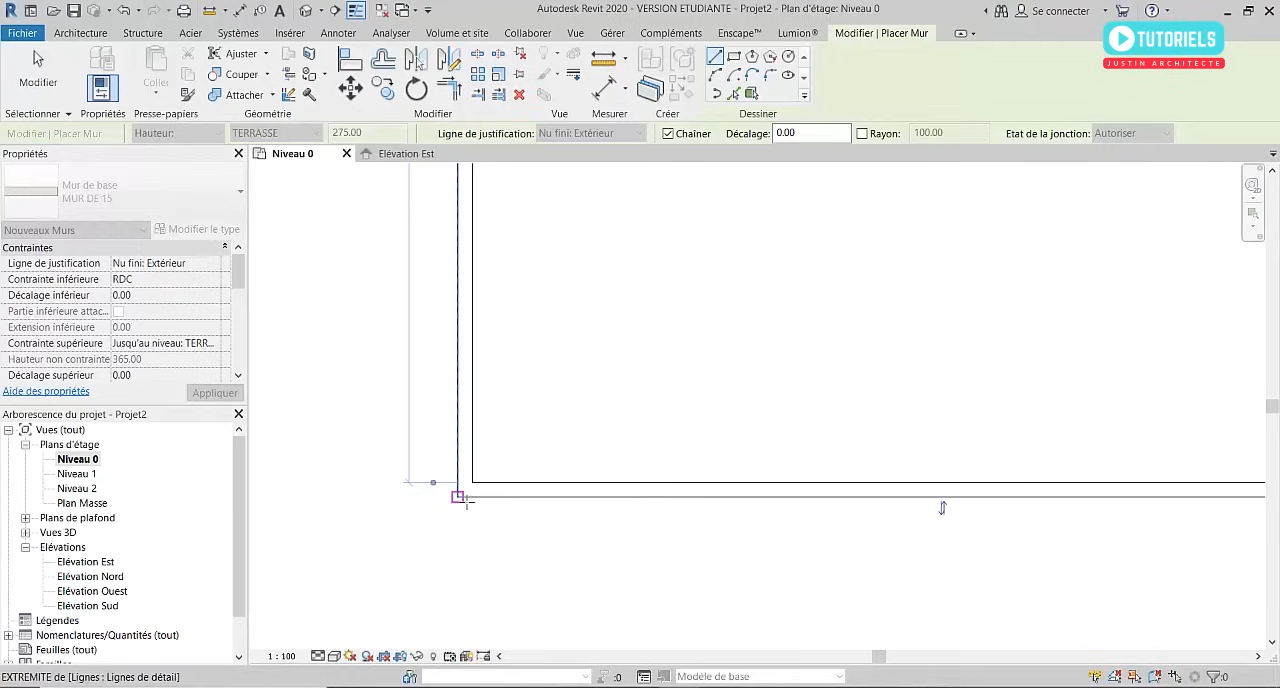 Autodesk Revit 2020 - VERSION ETUDIANTE - Projet2 - Plan d'étage: Niveau 0
Se connecter
Fichier Architecture Structure Acier Systèmes Insérer Annoter Analyser Volume et site Collaborer Vue Gérer Compléments Enscape™ Lumion® Modifier | Placer Mur
TUTORIELS
JUSTIN ARCHITECTE
Modifier
Coller
Ajuster
Couper
Attacher
Sélectionner Propriétés Presse-papiers Géométrie Modifier Vue Mesurer Créer Dessiner
Modifier | Placer Mur Hauteur: TERRASSE 275.00 Ligne de justification: Nu fini: Extérieur Chaîner Décalage: 0.00 Rayon: 100.00 Etat de la jonction: Autoriser
Propriétés
Niveau 0
Elévation Est
Mur de base
MUR DE 15
Nouveaux Murs
Modifier le type
Contraintes
Ligne de justification Nu fini: Extérieur
Contrainte inférieure RDC
Décalage inférieur 0.00
Partie inférieure attac...
Extension inférieure 0.00
Contrainte supérieure Jusqu'au niveau: TERR...
Hauteur non contrainte 365.00
Décalage supérieur 0.00
Aide des propriétés
Appliquer
Arborescence du projet - Projet2
Vues (tout)
Plans d'étage
Niveau 0
Niveau 1
Niveau 2
Plan Masse
Plans de plafond
Vues 3D
Elévations
Elévation Est
Elévation Nord
Elévation Ouest
Elévation Sud
Légendes
Nomenclatures/Quantités (tout)
Feuilles (tout)
1 : 100
EXTREMITE de [Lignes : Lignes de détail]
:0
Modèle de base
:0